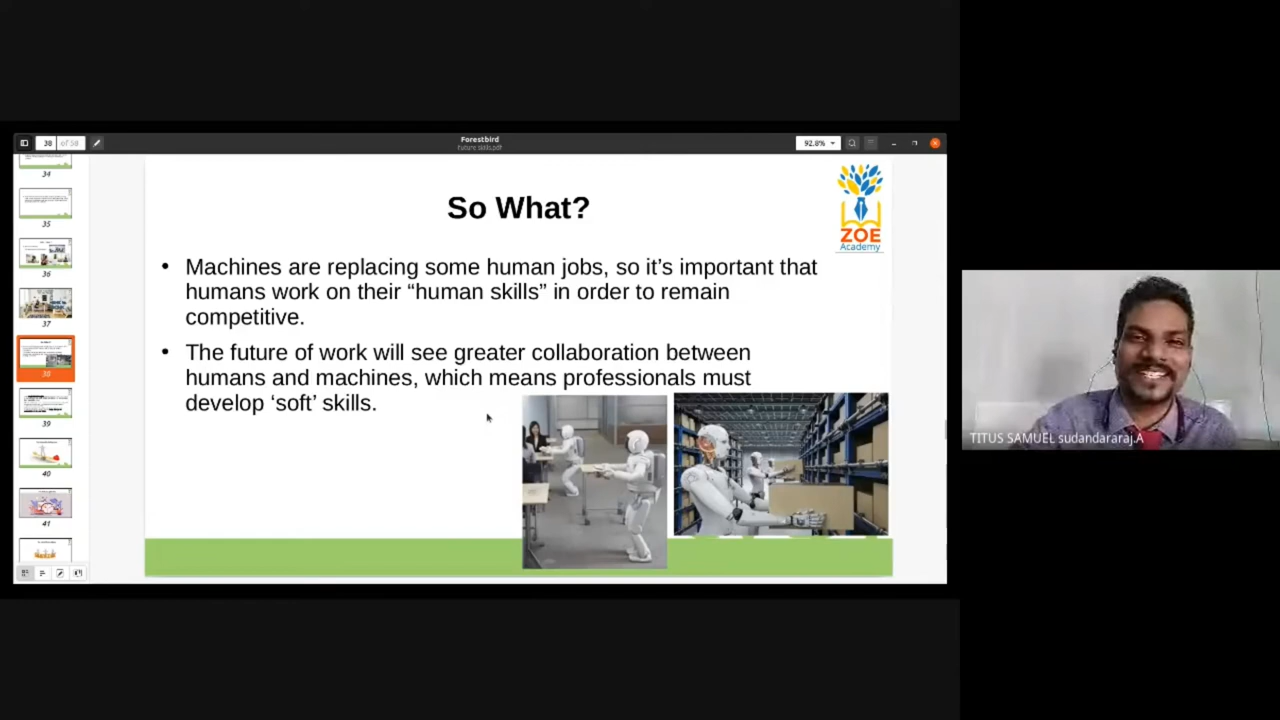 Forestbird
Future skills.pdf
38 of 58
92.8%
34
35
36
37
38
39
40
41
So What?
ZOE
Academy
• Machines are replacing some human jobs, so it’s important that
humans work on their “human skills” in order to remain
competitive.
• The future of work will see greater collaboration between
humans and machines, which means professionals must
develop ‘soft’ skills.
TITUS SAMUEL sudandararaj.A